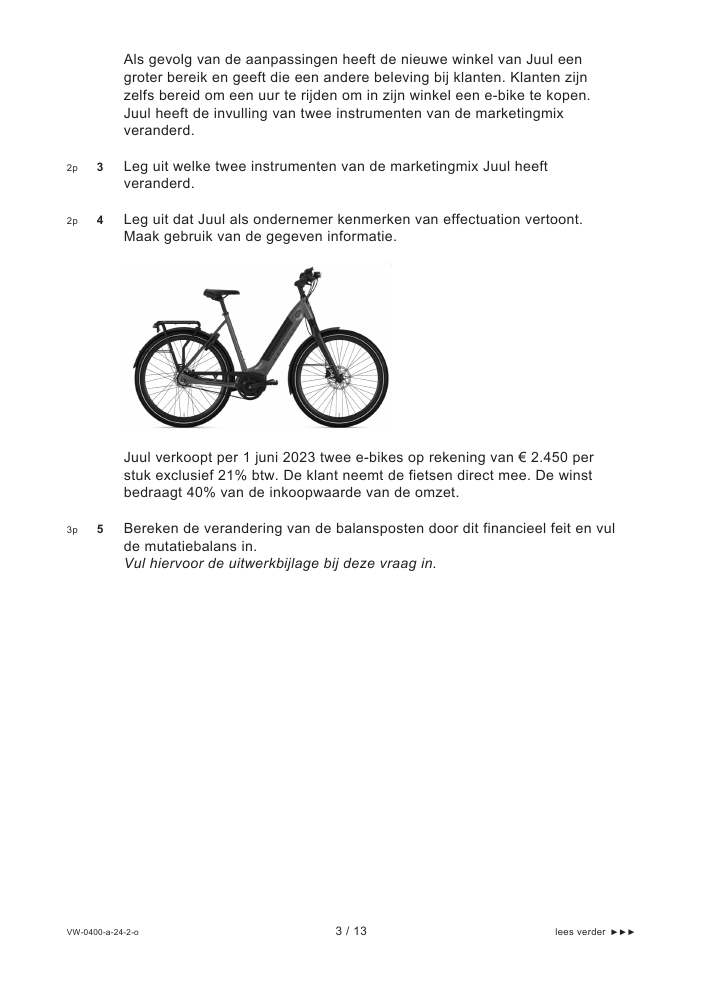 Als gevolg van de aanpassingen heeft de nieuwe winkel van Juul een
groter bereik en geeft die een andere beleving bij klanten. Klanten zijn
zelfs bereid om een uur te rijden om in zijn winkel een e-bike te kopen.
Juul heeft de invulling van twee instrumenten van de marketingmix
veranderd.
2p 3 Leg uit welke twee instrumenten van de marketingmix Juul heeft
veranderd.
2p 4 Leg uit dat Juul als ondernemer kenmerken van effectuation vertoont.
Maak gebruik van de gegeven informatie.
Juul verkoopt per 1 juni 2023 twee e-bikes op rekening van € 2.450 per
stuk exclusief 21% btw. De klant neemt de fietsen direct mee. De winst
bedraagt 40% van de inkoopwaarde van de omzet.
3p 5 Bereken de verandering van de balansposten door dit financieel feit en vul
de mutatiebalans in.
Vul hiervoor de uitwerkbijlage bij deze vraag in.
VW-0400-a-24-2-o 3 / 13 lees verder ►►►